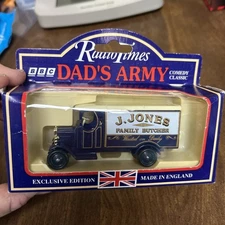 Radio Times
BBC
DAD'S ARMY
COMEDY
CLASSIC
J. JONES
FAMILY BUTCHER
EXCLUSIVE EDITION
MADE IN ENGLAND